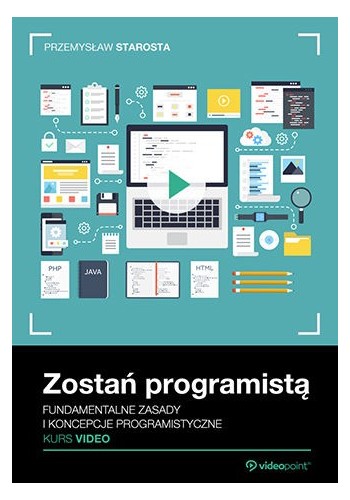 PRZEMYSŁAW STAROSTA
PHP
JAVA
HTML
Zostań programistą
FUNDAMENTALNE ZASADY
I KONCEPCJE PROGRAMISTYCZNE
KURS VIDEO
videopoint